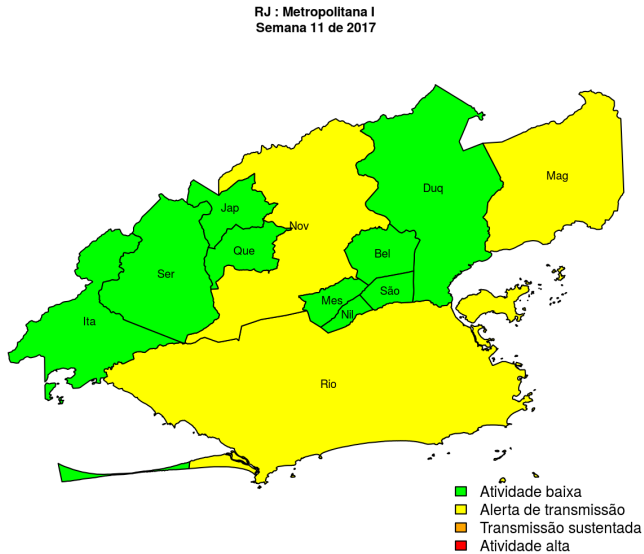 RJ : Metropolitana I
Semana 11 de 2017
Mag
Duq
Jap
Nov
Que
Bel
Ser
São
Mes
Nil
Ita
Rio
Atividade baixa
Alerta de transmissão
Transmissão sustentada
Atividade alta